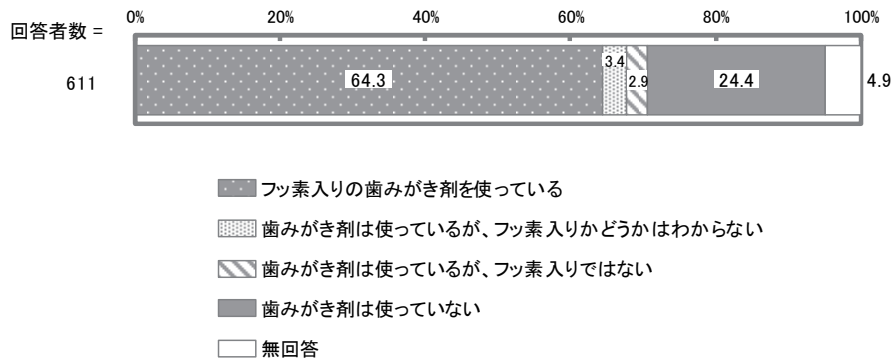 0% 20% 40% 60% 80% 100%
回答者数 =
611 64.3 3.4 2.9 24.4 4.9
フッ素入りの歯みがき剤を使っている
歯みがき剤は使っているが、フッ素入りかどうかはわからない
歯みがき剤は使っているが、フッ素入りではない
歯みがき剤は使っていない
無回答